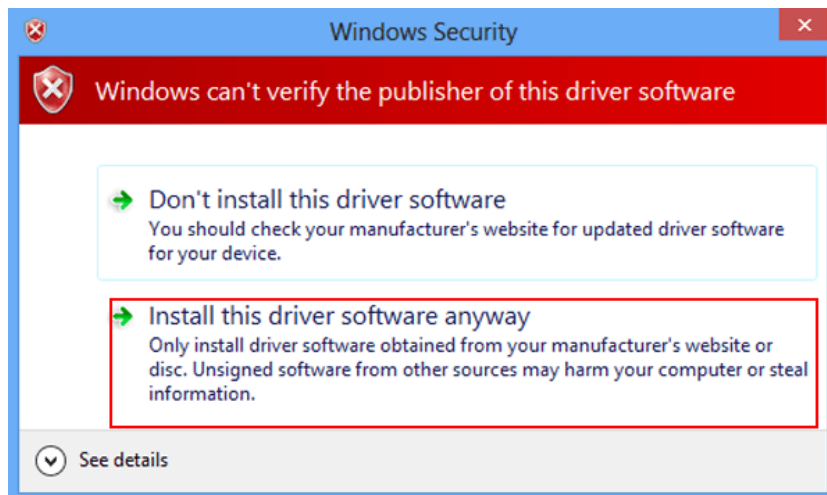 Windows Security
Windows can't verify the publisher of this driver software
Don't install this driver software
You should check your manufacturer's website for updated driver software
for your device.
Install this driver software anyway
Only install driver software obtained from your manufacturer's website or
disc. Unsigned software from other sources may harm your computer or steal
information.
See details